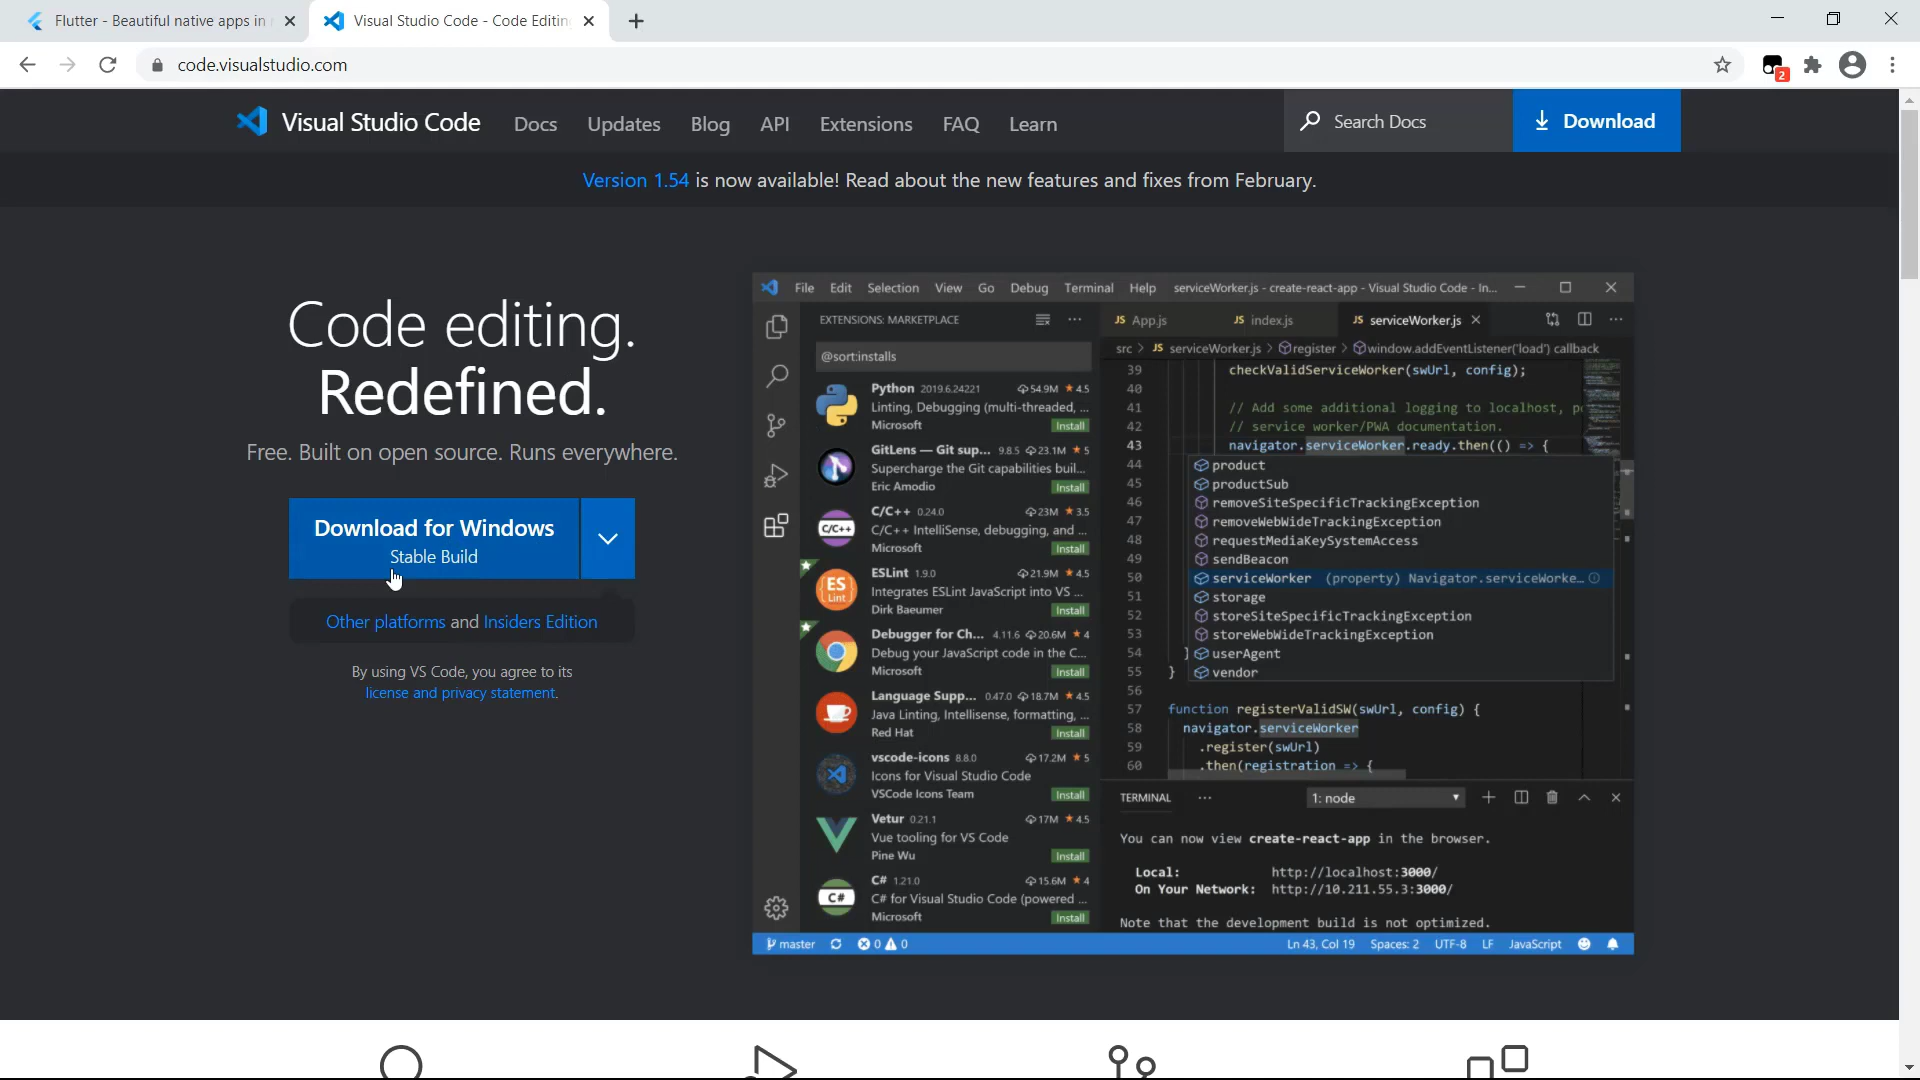 Flutter - Beautiful native apps in
Visual Studio Code - Code Editin
code.visualstudio.com
2
Visual Studio Code
Docs
Updates
Blog
API
Extensions
FAQ
Learn
Search Docs
Download
Version 1.54 is now available! Read about the new features and fixes from February.
Code editing.
Redefined.
Free. Built on open source. Runs everywhere.
Download for Windows
Stable Build
Other platforms and Insiders Edition
By using VS Code, you agree to its
license and privacy statement.
File Edit Selection View Go Debug Terminal Help serviceWorker.js - create-react-app - Visual Studio Code - In...
EXTENSIONS: MARKETPLACE
@sort:installs
Python 2019.6.24221 54.9M 4.5
Linting, Debugging (multi-threaded, ...
Microsoft Install
GitLens — Git sup... 9.8.5 23.1M 5
Supercharge the Git capabilities buil...
Eric Amodio Install
C/C++ 0.24.0 23M 3.5
C/C++ C/C++ IntelliSense, debugging, and ...
Microsoft Install
ESLint 1.9.0 21.9M 4.5
ES Lint Integrates ESLint JavaScript into VS ...
Dirk Baeumer Install
Debugger for Ch... 4.11.6 20.6M 4
Debug your JavaScript code in the C...
Microsoft Install
Language Supp... 0.47.0 18.7M 4.5
Java Linting, Intellisense, formatting, ...
Red Hat Install
vscode-icons 8.8.0 17.2M 5
Icons for Visual Studio Code
VSCode Icons Team Install
Vetur 0.21.1 17M 4.5
Vue tooling for VS Code
Pine Wu Install
C# 1.21.0 15.6M 4
C# C# for Visual Studio Code (powered ...
Microsoft Install
JS App.js JS index.js JS serviceWorker.js
src > JS serviceWorker.js > register > window.addEventListener('load') callback
39 checkValidServiceWorker(swUrl, config);
40
41 // Add some additional logging to localhost, p
42 // service worker/PWA documentation.
43 navigator.serviceWorker.ready.then(() => {
44 product
45 productSub
46 removeSiteSpecificTrackingException
47 removeWebWideTrackingException
48 requestMediaKeySystemAccess
49 sendBeacon
50 serviceWorker (property) Navigator.serviceWorke...
51 storage
52 storeSiteSpecificTrackingException
53 storeWebWideTrackingException
54 } userAgent
55 } vendor
56
57 function registerValidSW(swUrl, config) {
58 navigator.serviceWorker
59 .register(swUrl)
60 .then(registration => {
TERMINAL ... 1: node
You can now view create-react-app in the browser.
Local: http://localhost:3000/
On Your Network: http://10.211.55.3:3000/
Note that the development build is not optimized.
master 0 0 Ln 43, Col 19 Spaces: 2 UTF-8 LF JavaScript